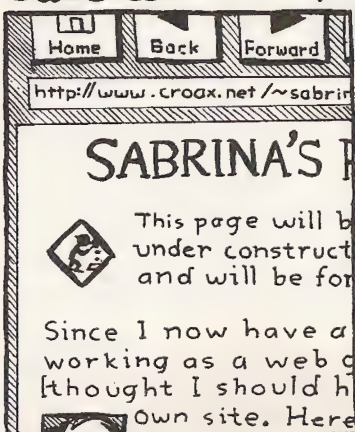 Home Back Forward
http://www.croax.net/~sabrin
SABRINA'S
This page will b
under construct
and will be for
Since I now have a
working as a web
I thought I should h
own site. Here